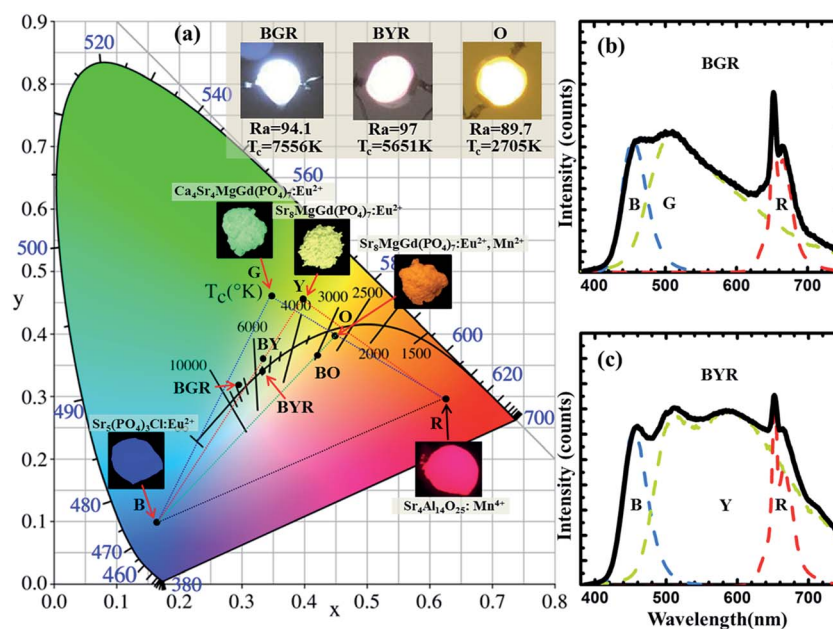 (a)
BGR
BYR
O
Ra=94.1
Ra=97
Ra=89.7
T_c=7556K
T_c=5651K
T_c=2705K
0.9
0.8
0.7
0.6
0.5
0.4
0.3
0.2
0.1
0.0
y
520
540
560
500
490
480
470
460
380
600
620
700
Ca₄Sr₄MgGd(PO₄)₇:Eu²⁺
Sr₈MgGd(PO₄)₇:Eu²⁺
Sr₈MgGd(PO₄)₇:Eu²⁺, Mn²⁺
G
Y
T_C(°K)
O
4000
3000
2500
6000
2000
1500
10000
BY
BO
BGR
BYR
R
Sr₅(PO₄)₃Cl:Eu²⁺
B
Sr₄Al₁₄O₂₅: Mn⁴⁺
0.0
0.1
0.2
0.3
0.4
0.5
0.6
0.7
0.8
x
(b)
BGR
Intensity (counts)
B
G
R
400
500
600
700
(c)
BYR
Intensity (counts)
B
Y
R
400
500
600
700
Wavelength(nm)